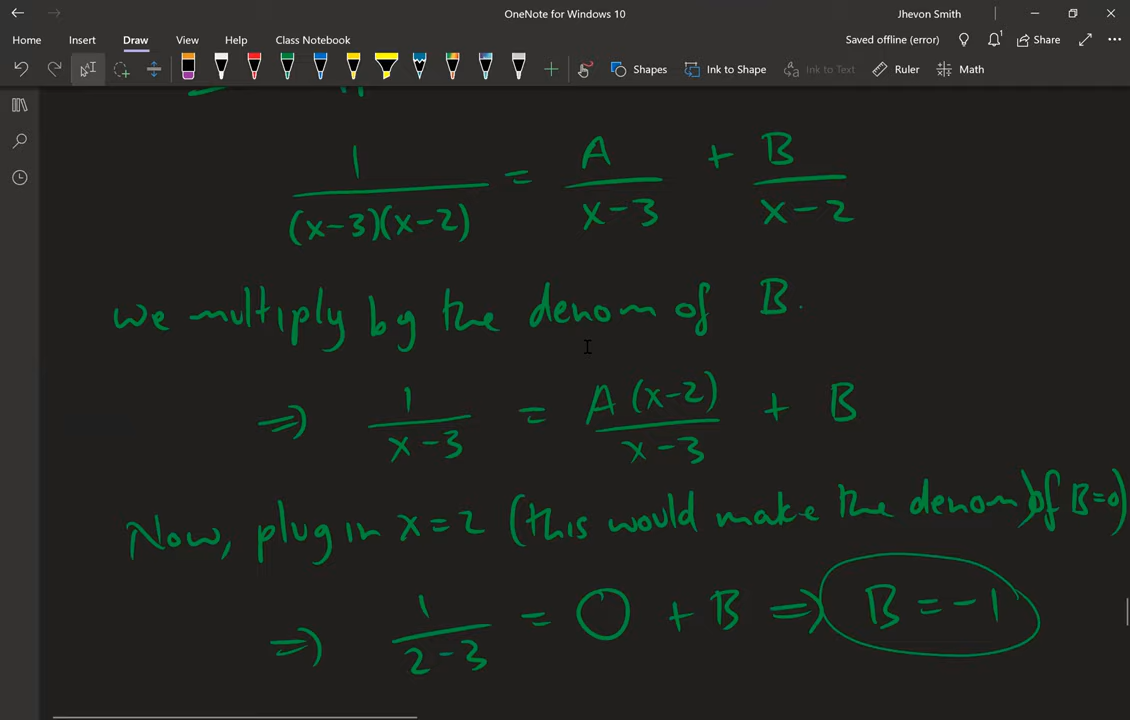 OneNote for Windows 10
Jhevon Smith
Home Insert Draw View Help Class Notebook
Saved offline (error) Share
Shapes Ink to Shape Ink to Text Ruler Math
1/((x-3)(x-2)) = A/(x-3) + B/(x-2)
We multiply by the denom of B.
⇒ 1/(x-3) = A(x-2)/(x-3) + B
Now, plug in x=2 (this would make the denom of B=0)
⇒ 1/(2-3) = 0 + B ⇒ B = -1